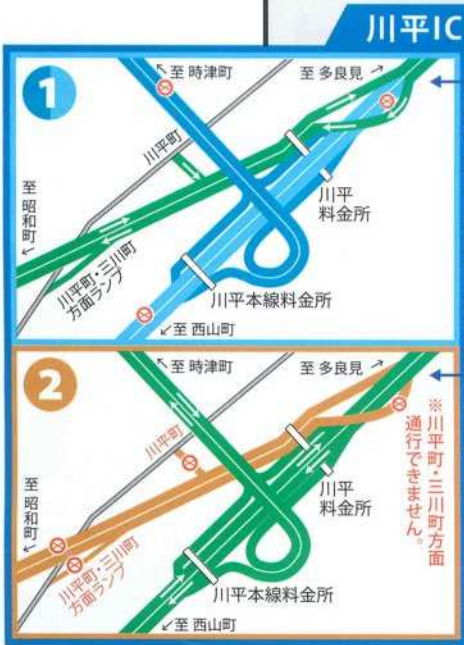 川平IC
1
至 時津町
至 多良見
川平町
川平
料金所
至 昭和町
川平町・三川町
方面ランプ
川平本線料金所
至 西山町
2
至 時津町
至 多良見
川平町
※川平町・三川町方面
通行できません。
川平
料金所
至 昭和町
川平町・三川町
方面ランプ
川平本線料金所
至 西山町